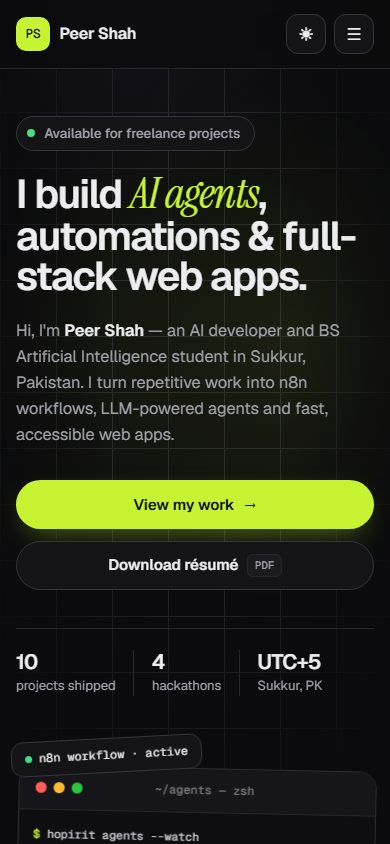 PS Peer Shah
Available for freelance projects
I build AI agents,
automations & full-
stack web apps.
Hi, I'm Peer Shah — an AI developer and BS
Artificial Intelligence student in Sukkur,
Pakistan. I turn repetitive work into n8n
workflows, LLM-powered agents and fast,
accessible web apps.
View my work →
Download résumé PDF
10 4 UTC+5
projects shipped hackathons Sukkur, PK
n8n workflow · active
~/agents — zsh
$ hopirit agents --watch